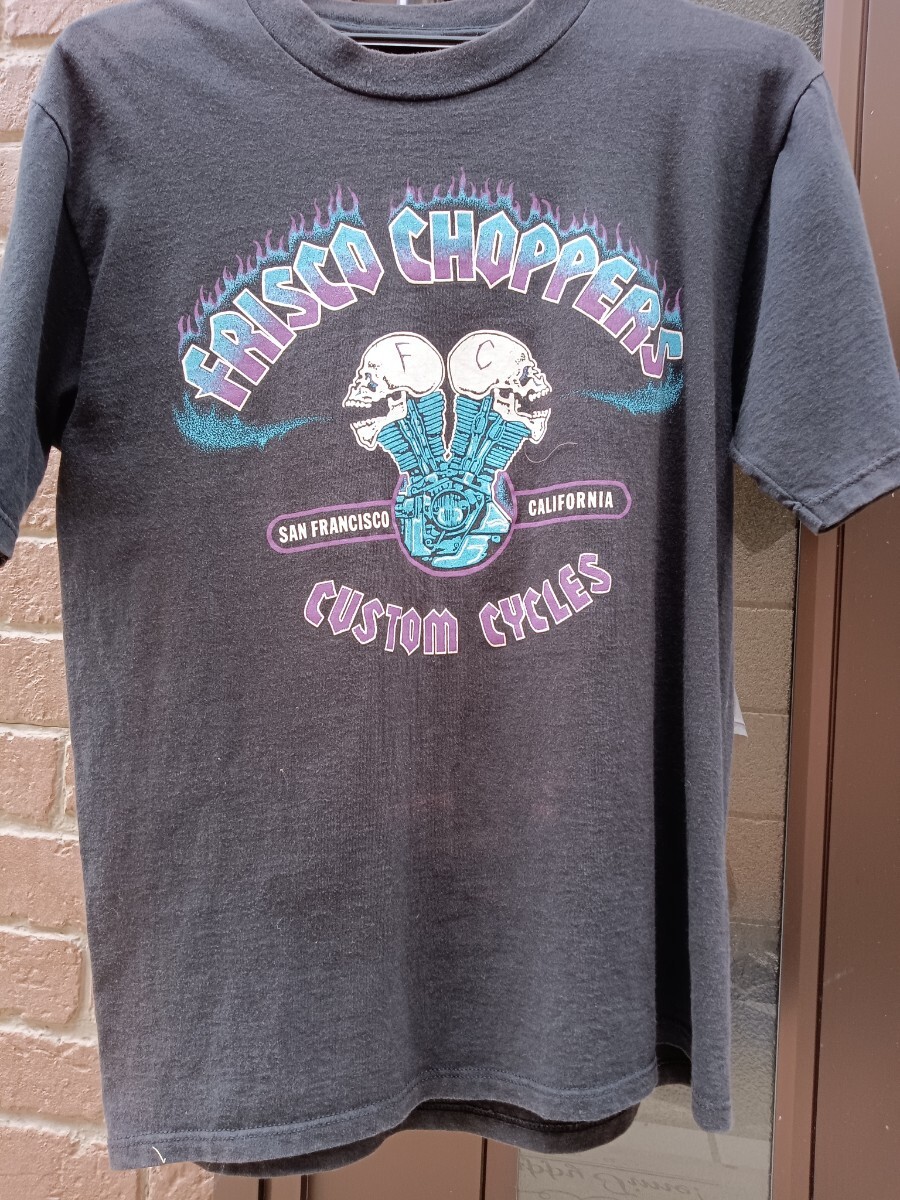 FRISCO CHOPPERS
F C
SAN FRANCISCO CALIFORNIA
CUSTOM CYCLES